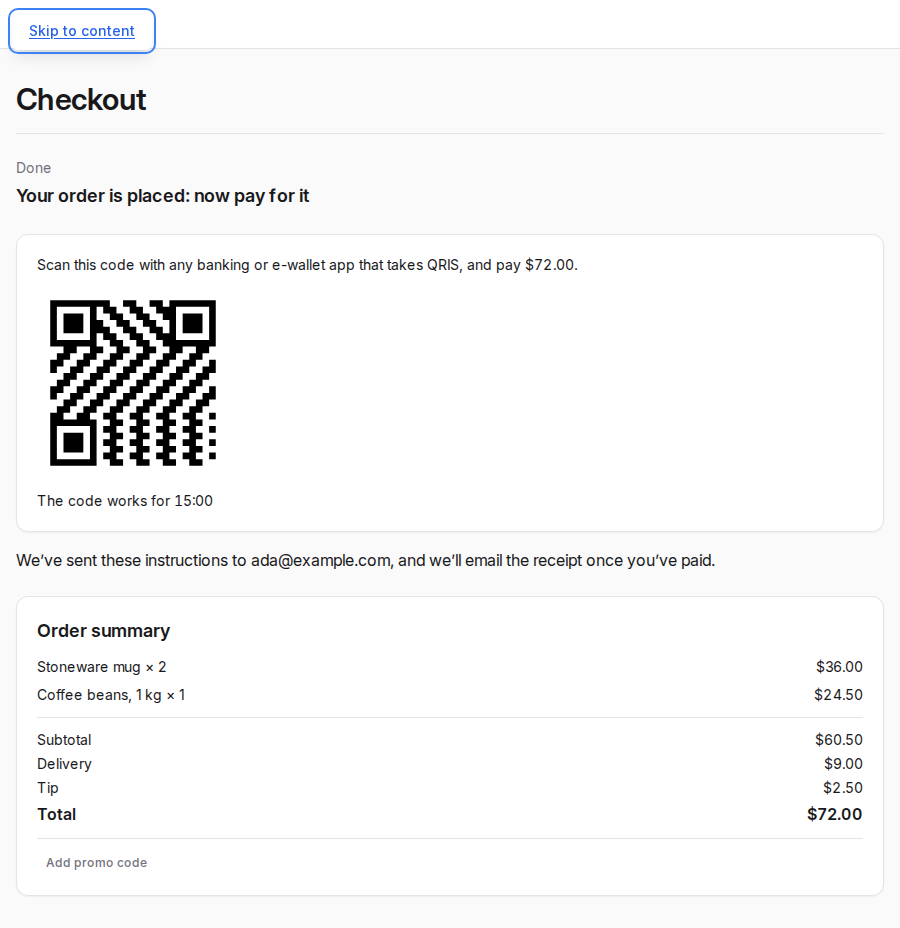 Skip to content
Checkout
Done
Your order is placed: now pay for it
Scan this code with any banking or e-wallet app that takes QRIS, and pay $72.00.
The code works for 15:00
We’ve sent these instructions to ada@example.com, and we’ll email the receipt once you’ve paid.
Order summary
Stoneware mug × 2 $36.00
Coffee beans, 1 kg × 1 $24.50
Subtotal $60.50
Delivery $9.00
Tip $2.50
Total $72.00
Add promo code